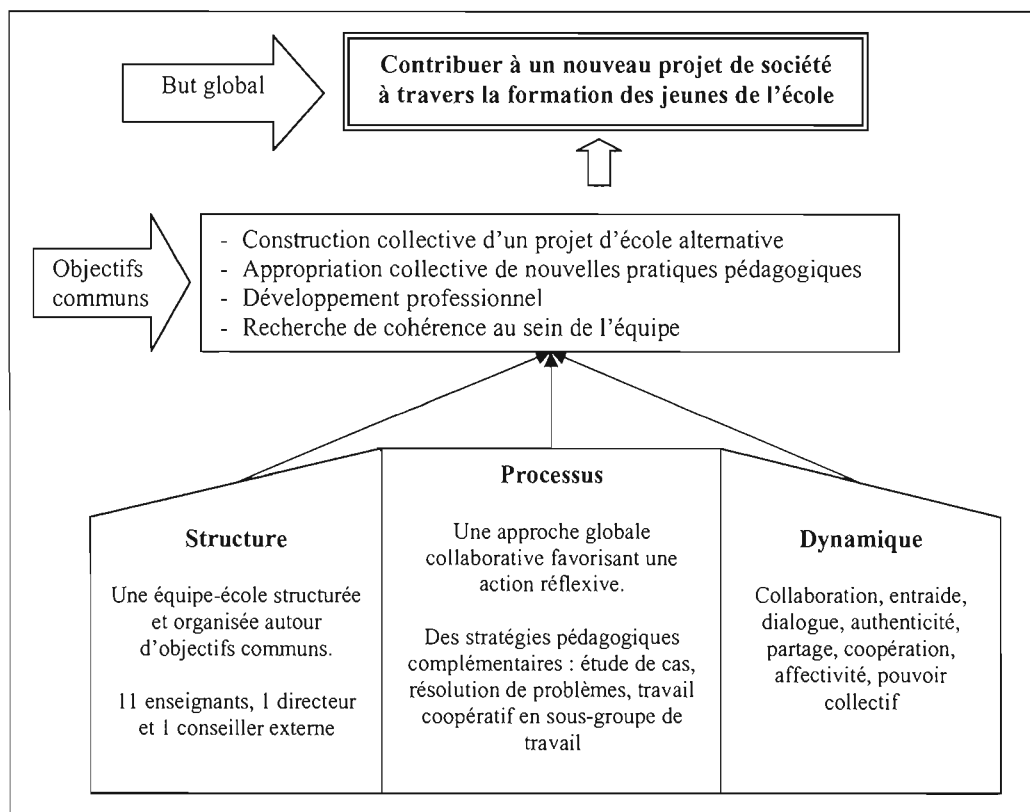 But global
Contribuer à un nouveau projet de société
à travers la formation des jeunes de l'école
Objectifs
communs
- Construction collective d'un projet d'école alternative
- Appropriation collective de nouvelles pratiques pédagogiques
- Développement professionnel
- Recherche de cohérence au sein de l'équipe
Structure
Une équipe-école structurée
et organisée autour
d'objectifs communs.
11 enseignants, 1 directeur
et 1 conseiller externe
Processus
Une approche globale
collaborative favorisant une
action réflexive.
Des stratégies pédagogiques
complémentaires : étude de cas,
résolution de problèmes, travail
coopératif en sous-groupe de
travail
Dynamique
Collaboration, entraide,
dialogue, authenticité,
partage, coopération,
affectivité, pouvoir
collectif